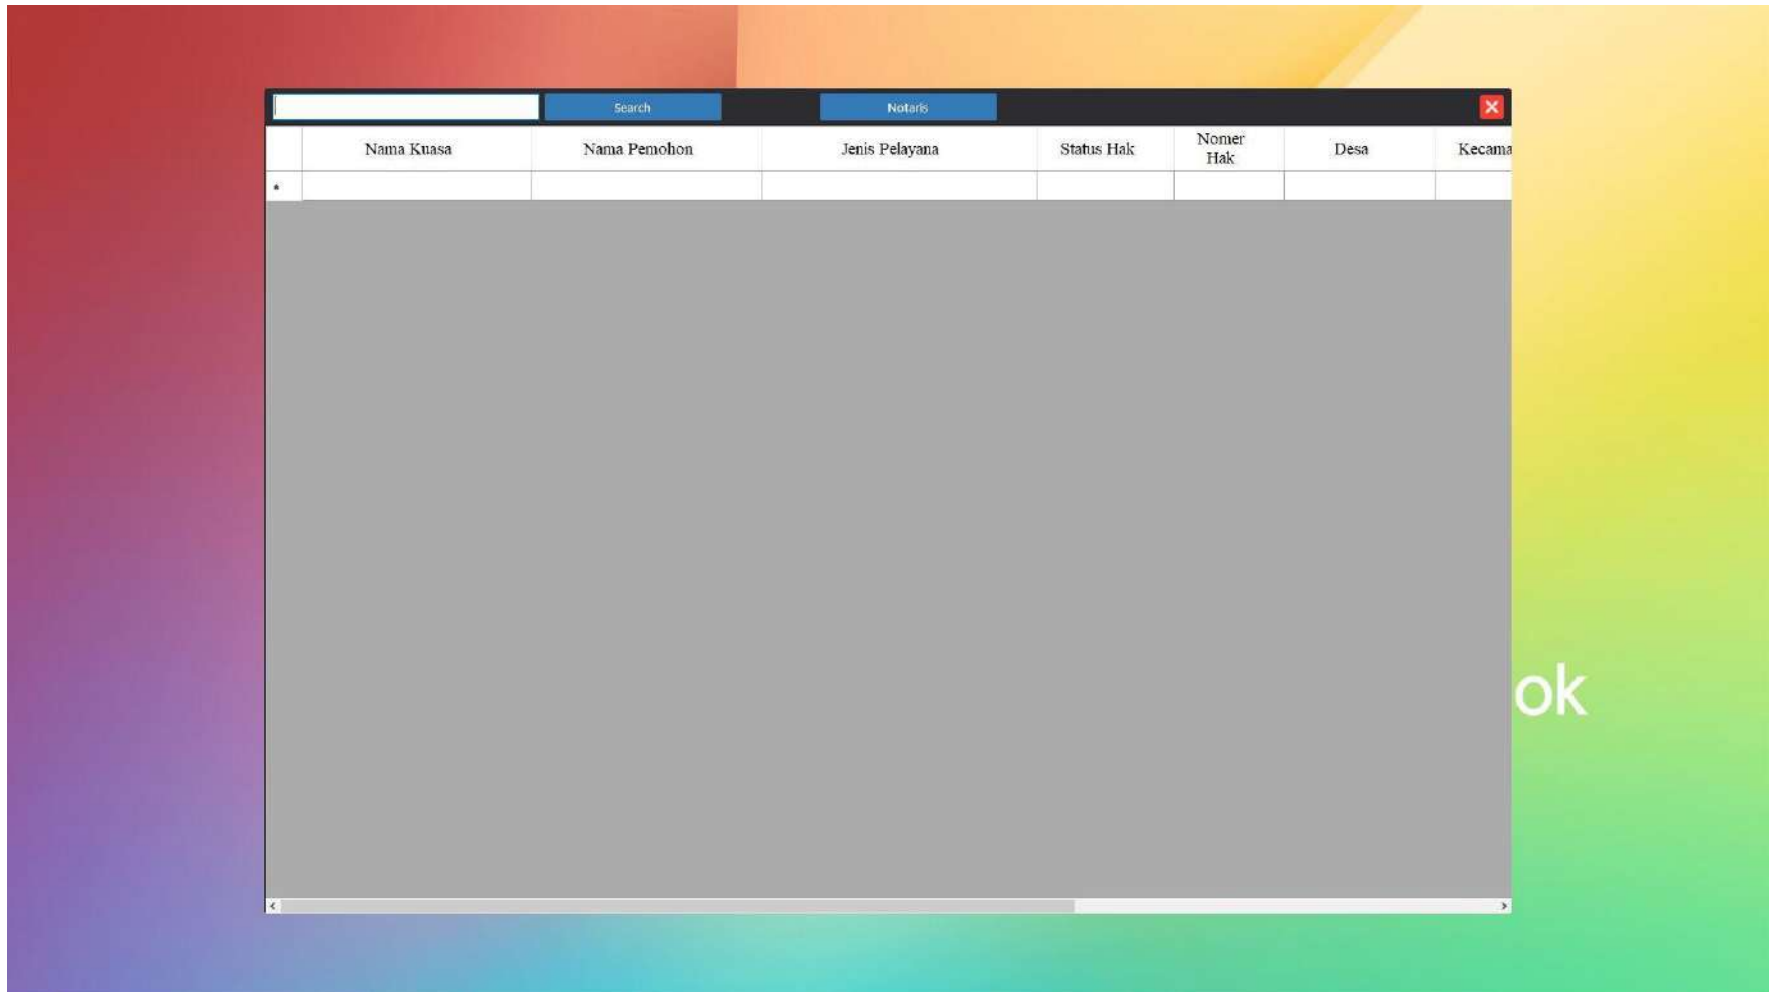 Search
Notaris
Nama Kuasa
Nama Pemohon
Jenis Pelayana
Status Hak
Nomer
Hak
Desa
Kecama
ok